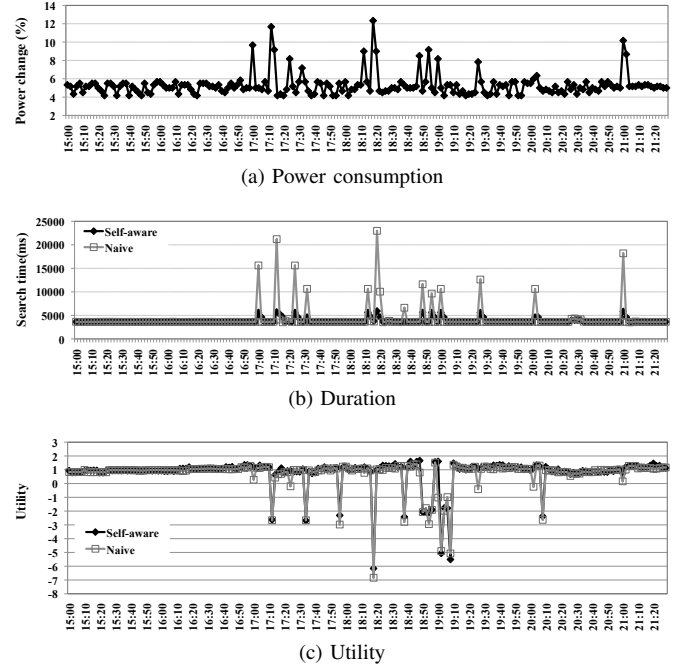 14
12
10
8
6
4
2
Power change (%)
15:00 15:10 15:20 15:30 15:40 15:50 16:00 16:10 16:20 16:30 16:40 16:50 17:00 17:10 17:20 17:30 17:40 17:50 18:00 18:10 18:20 18:30 18:40 18:50 19:00 19:10 19:20 19:30 19:40 19:50 20:00 20:10 20:20 20:30 20:40 20:50 21:00 21:10 21:20
(a) Power consumption
25000
20000
15000
10000
5000
0
Search time(ms)
Self-aware
Naive
15:00 15:10 15:20 15:30 15:40 15:50 16:00 16:10 16:20 16:30 16:40 16:50 17:00 17:10 17:20 17:30 17:40 17:50 18:00 18:10 18:20 18:30 18:40 18:50 19:00 19:10 19:20 19:30 19:40 19:50 20:00 20:10 20:20 20:30 20:40 20:50 21:00 21:10 21:20
(b) Duration
3
2
1
0
-1
-2
-3
-4
-5
-6
-7
-8
Utility
Self-aware
Naive
15:00 15:10 15:20 15:30 15:40 15:50 16:00 16:10 16:20 16:30 16:40 16:50 17:00 17:10 17:20 17:30 17:40 17:50 18:00 18:10 18:20 18:30 18:40 18:50 19:00 19:10 19:20 19:30 19:40 19:50 20:00 20:10 20:20 20:30 20:40 20:50 21:00 21:10 21:20
(c) Utility